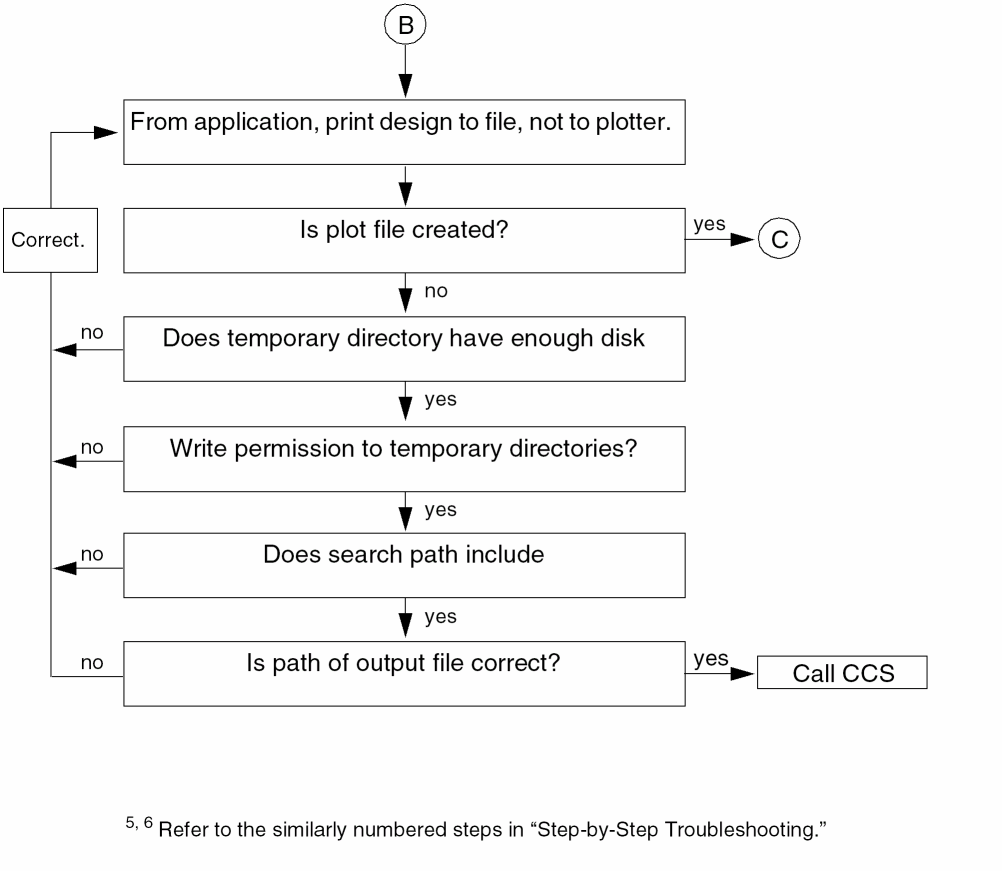 B
From application, print design to file, not to plotter.
Correct.
Is plot file created?
yes
C
no
Does temporary directory have enough disk
no
yes
Write permission to temporary directories?
no
yes
Does search path include
no
yes
Is path of output file correct?
no
yes
Call CCS
5, 6 Refer to the similarly numbered steps in “Step-by-Step Troubleshooting.”